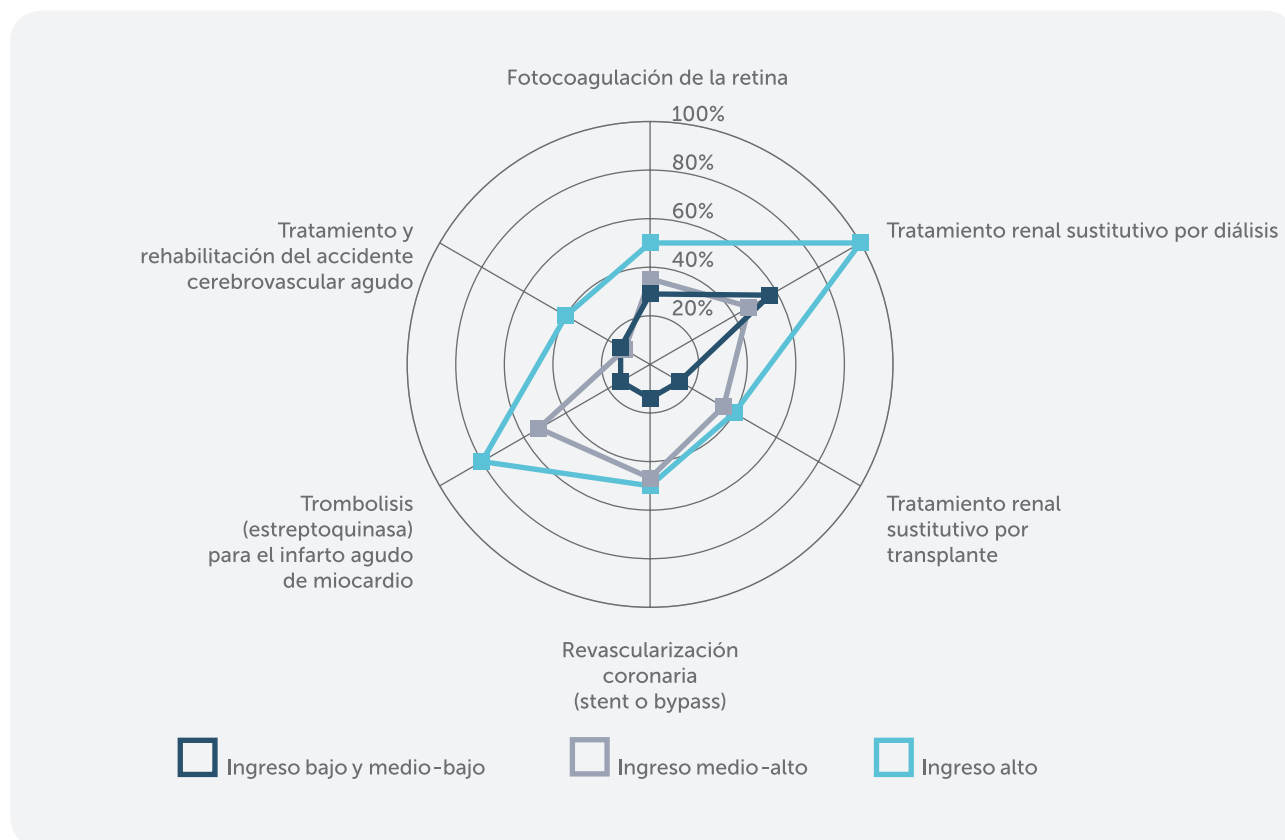 Fotocoagulación de la retina
100%
80%
60%
40%
20%
Tratamiento renal sustitutivo por diálisis
Tratamiento y
rehabilitación del accidente
cerebrovascular agudo
Trombolisis
(estreptoquinasa)
para el infarto agudo
de miocardio
Tratamiento renal
sustitutivo por
transplante
Revascularización
coronaria
(stent o bypass)
Ingreso bajo y medio-bajo
Ingreso medio-alto
Ingreso alto